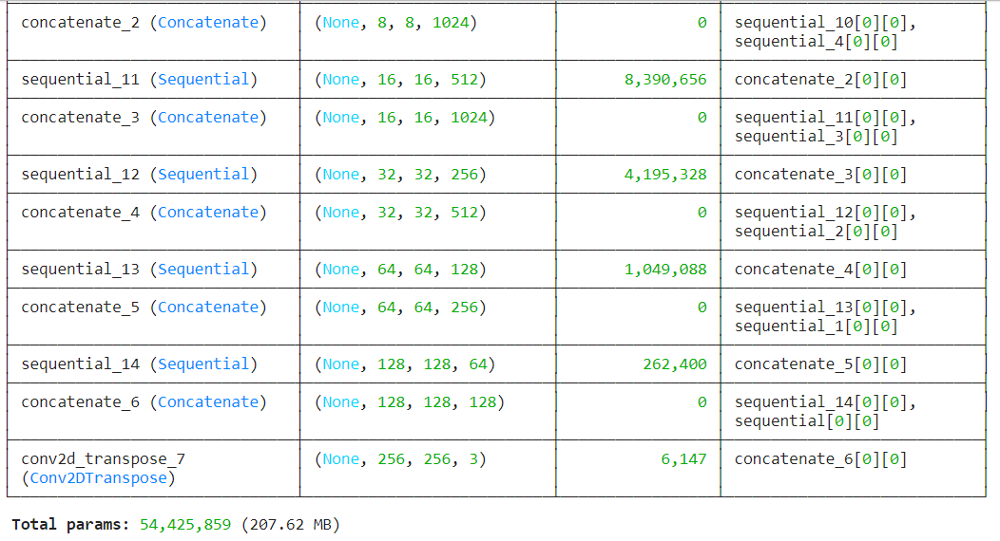 concatenate_2 (Concatenate) (None, 8, 8, 1024) 0 sequential_10[0][0],
sequential_4[0][0]
sequential_11 (Sequential) (None, 16, 16, 512) 8,390,656 concatenate_2[0][0]
concatenate_3 (Concatenate) (None, 16, 16, 1024) 0 sequential_11[0][0],
sequential_3[0][0]
sequential_12 (Sequential) (None, 32, 32, 256) 4,195,328 concatenate_3[0][0]
concatenate_4 (Concatenate) (None, 32, 32, 512) 0 sequential_12[0][0],
sequential_2[0][0]
sequential_13 (Sequential) (None, 64, 64, 128) 1,049,088 concatenate_4[0][0]
concatenate_5 (Concatenate) (None, 64, 64, 256) 0 sequential_13[0][0],
sequential_1[0][0]
sequential_14 (Sequential) (None, 128, 128, 64) 262,400 concatenate_5[0][0]
concatenate_6 (Concatenate) (None, 128, 128, 128) 0 sequential_14[0][0],
sequential[0][0]
conv2d_transpose_7 (None, 256, 256, 3) 6,147 concatenate_6[0][0]
(Conv2DTranspose)
Total params: 54,425,859 (207.62 MB)